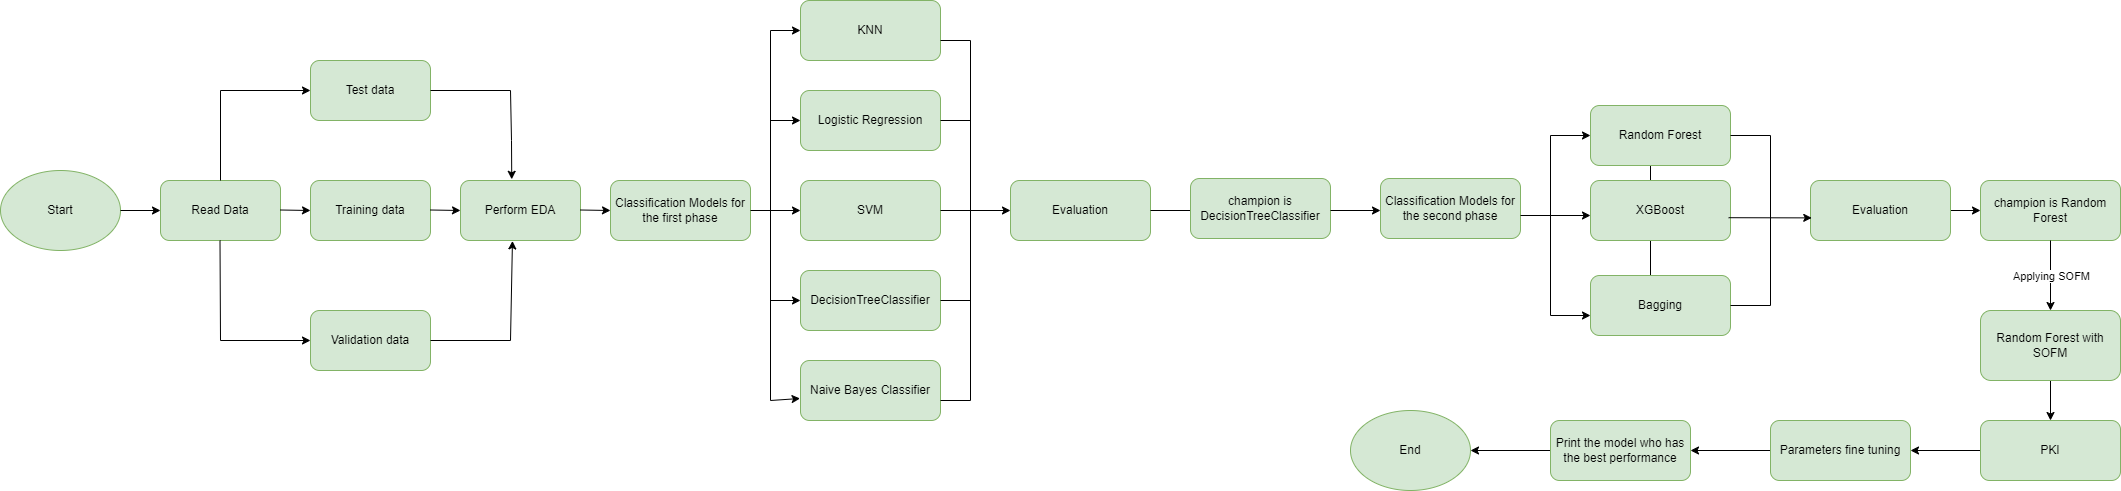 Start
Read Data
Test data
Training data
Validation data
Perform EDA
Classification Models for
the first phase
KNN
Logistic Regression
SVM
DecisionTreeClassifier
Naive Bayes Classifier
Evaluation
champion is
DecisionTreeClassifier
Classification Models for
the second phase
Random Forest
XGBoost
Bagging
Evaluation
champion is Random
Forest
Applying SOFM
Random Forest with
SOFM
PKI
Parameters fine tuning
Print the model who has
the best performance
End